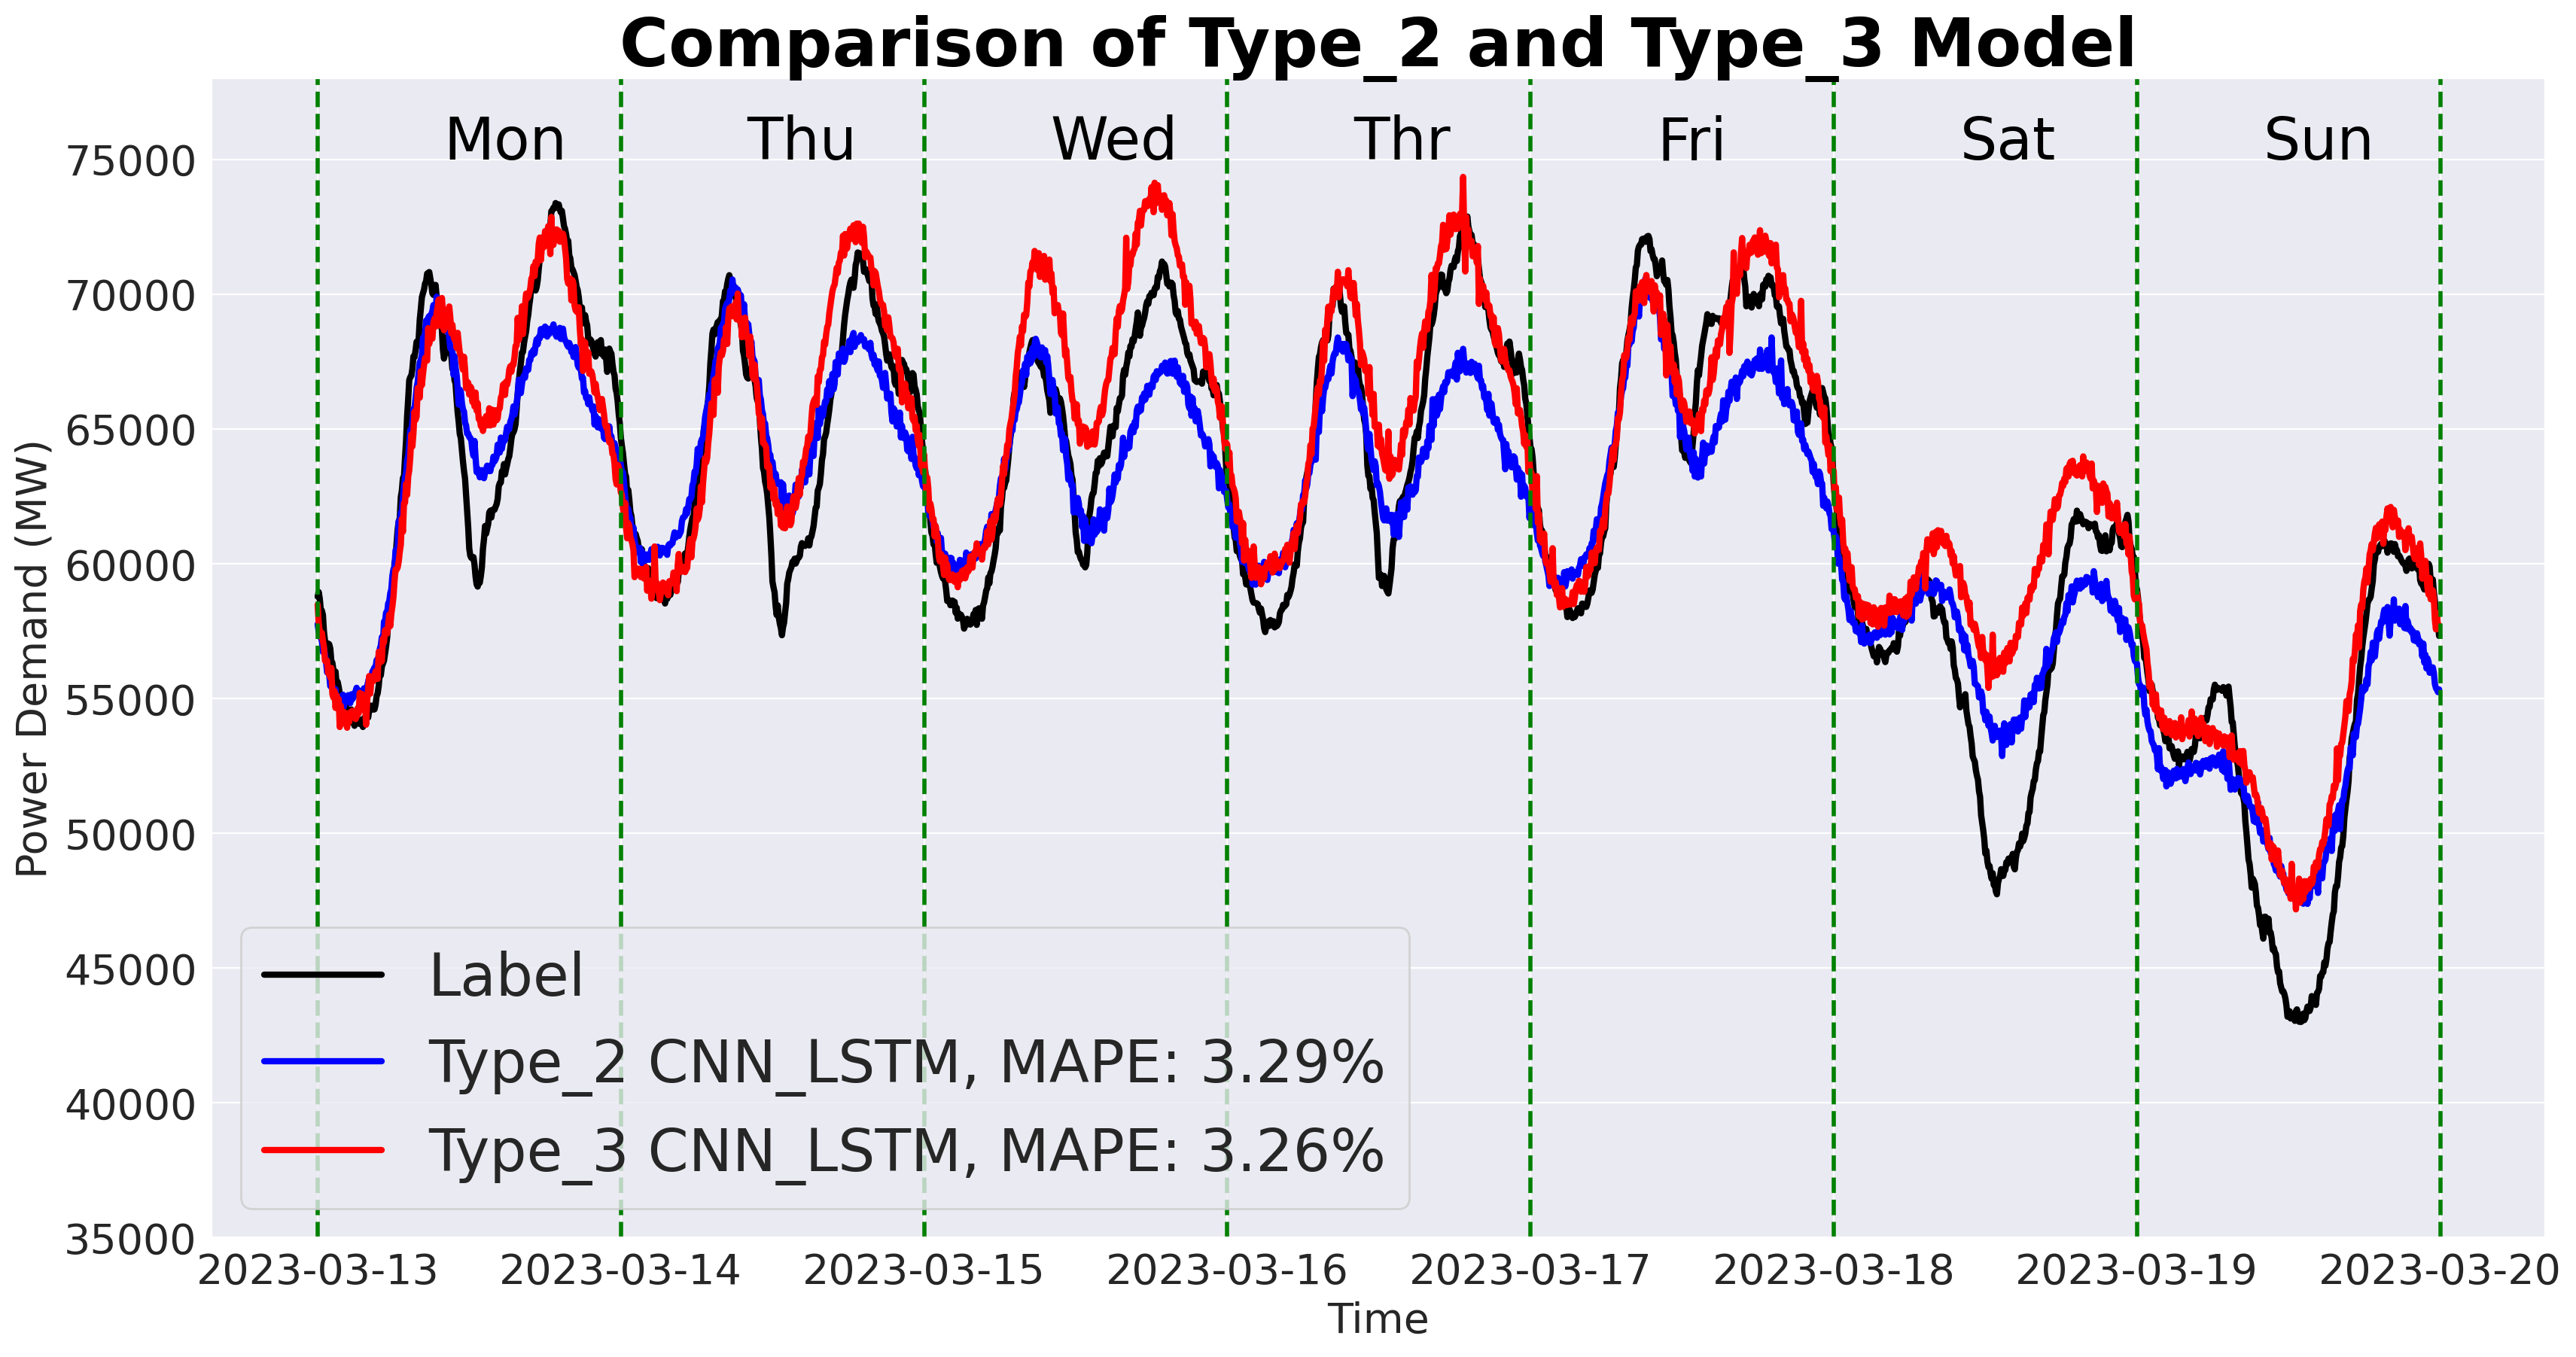 Comparison of Type_2 and Type_3 Model
Mon Thu Wed Thr Fri Sat Sun
75000
70000
65000
60000
55000
50000
45000
40000
35000
Power Demand (MW)
Label
Type_2 CNN_LSTM, MAPE: 3.29%
Type_3 CNN_LSTM, MAPE: 3.26%
2023-03-13 2023-03-14 2023-03-15 2023-03-16 2023-03-17 2023-03-18 2023-03-19 2023-03-20
Time